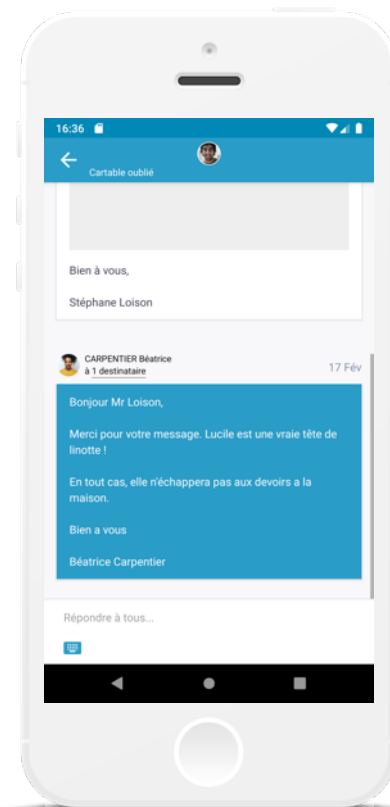 16:36
Cartable oublié
Bien à vous,
Stéphane Loison
CARPENTIER Béatrice
à 1 destinataire
17 Fév
Bonjour Mr Loison,
Merci pour votre message. Lucile est une vraie tête de
linotte !
En tout cas, elle n'échappera pas aux devoirs a la
maison.
Bien a vous
Béatrice Carpentier
Répondre à tous...